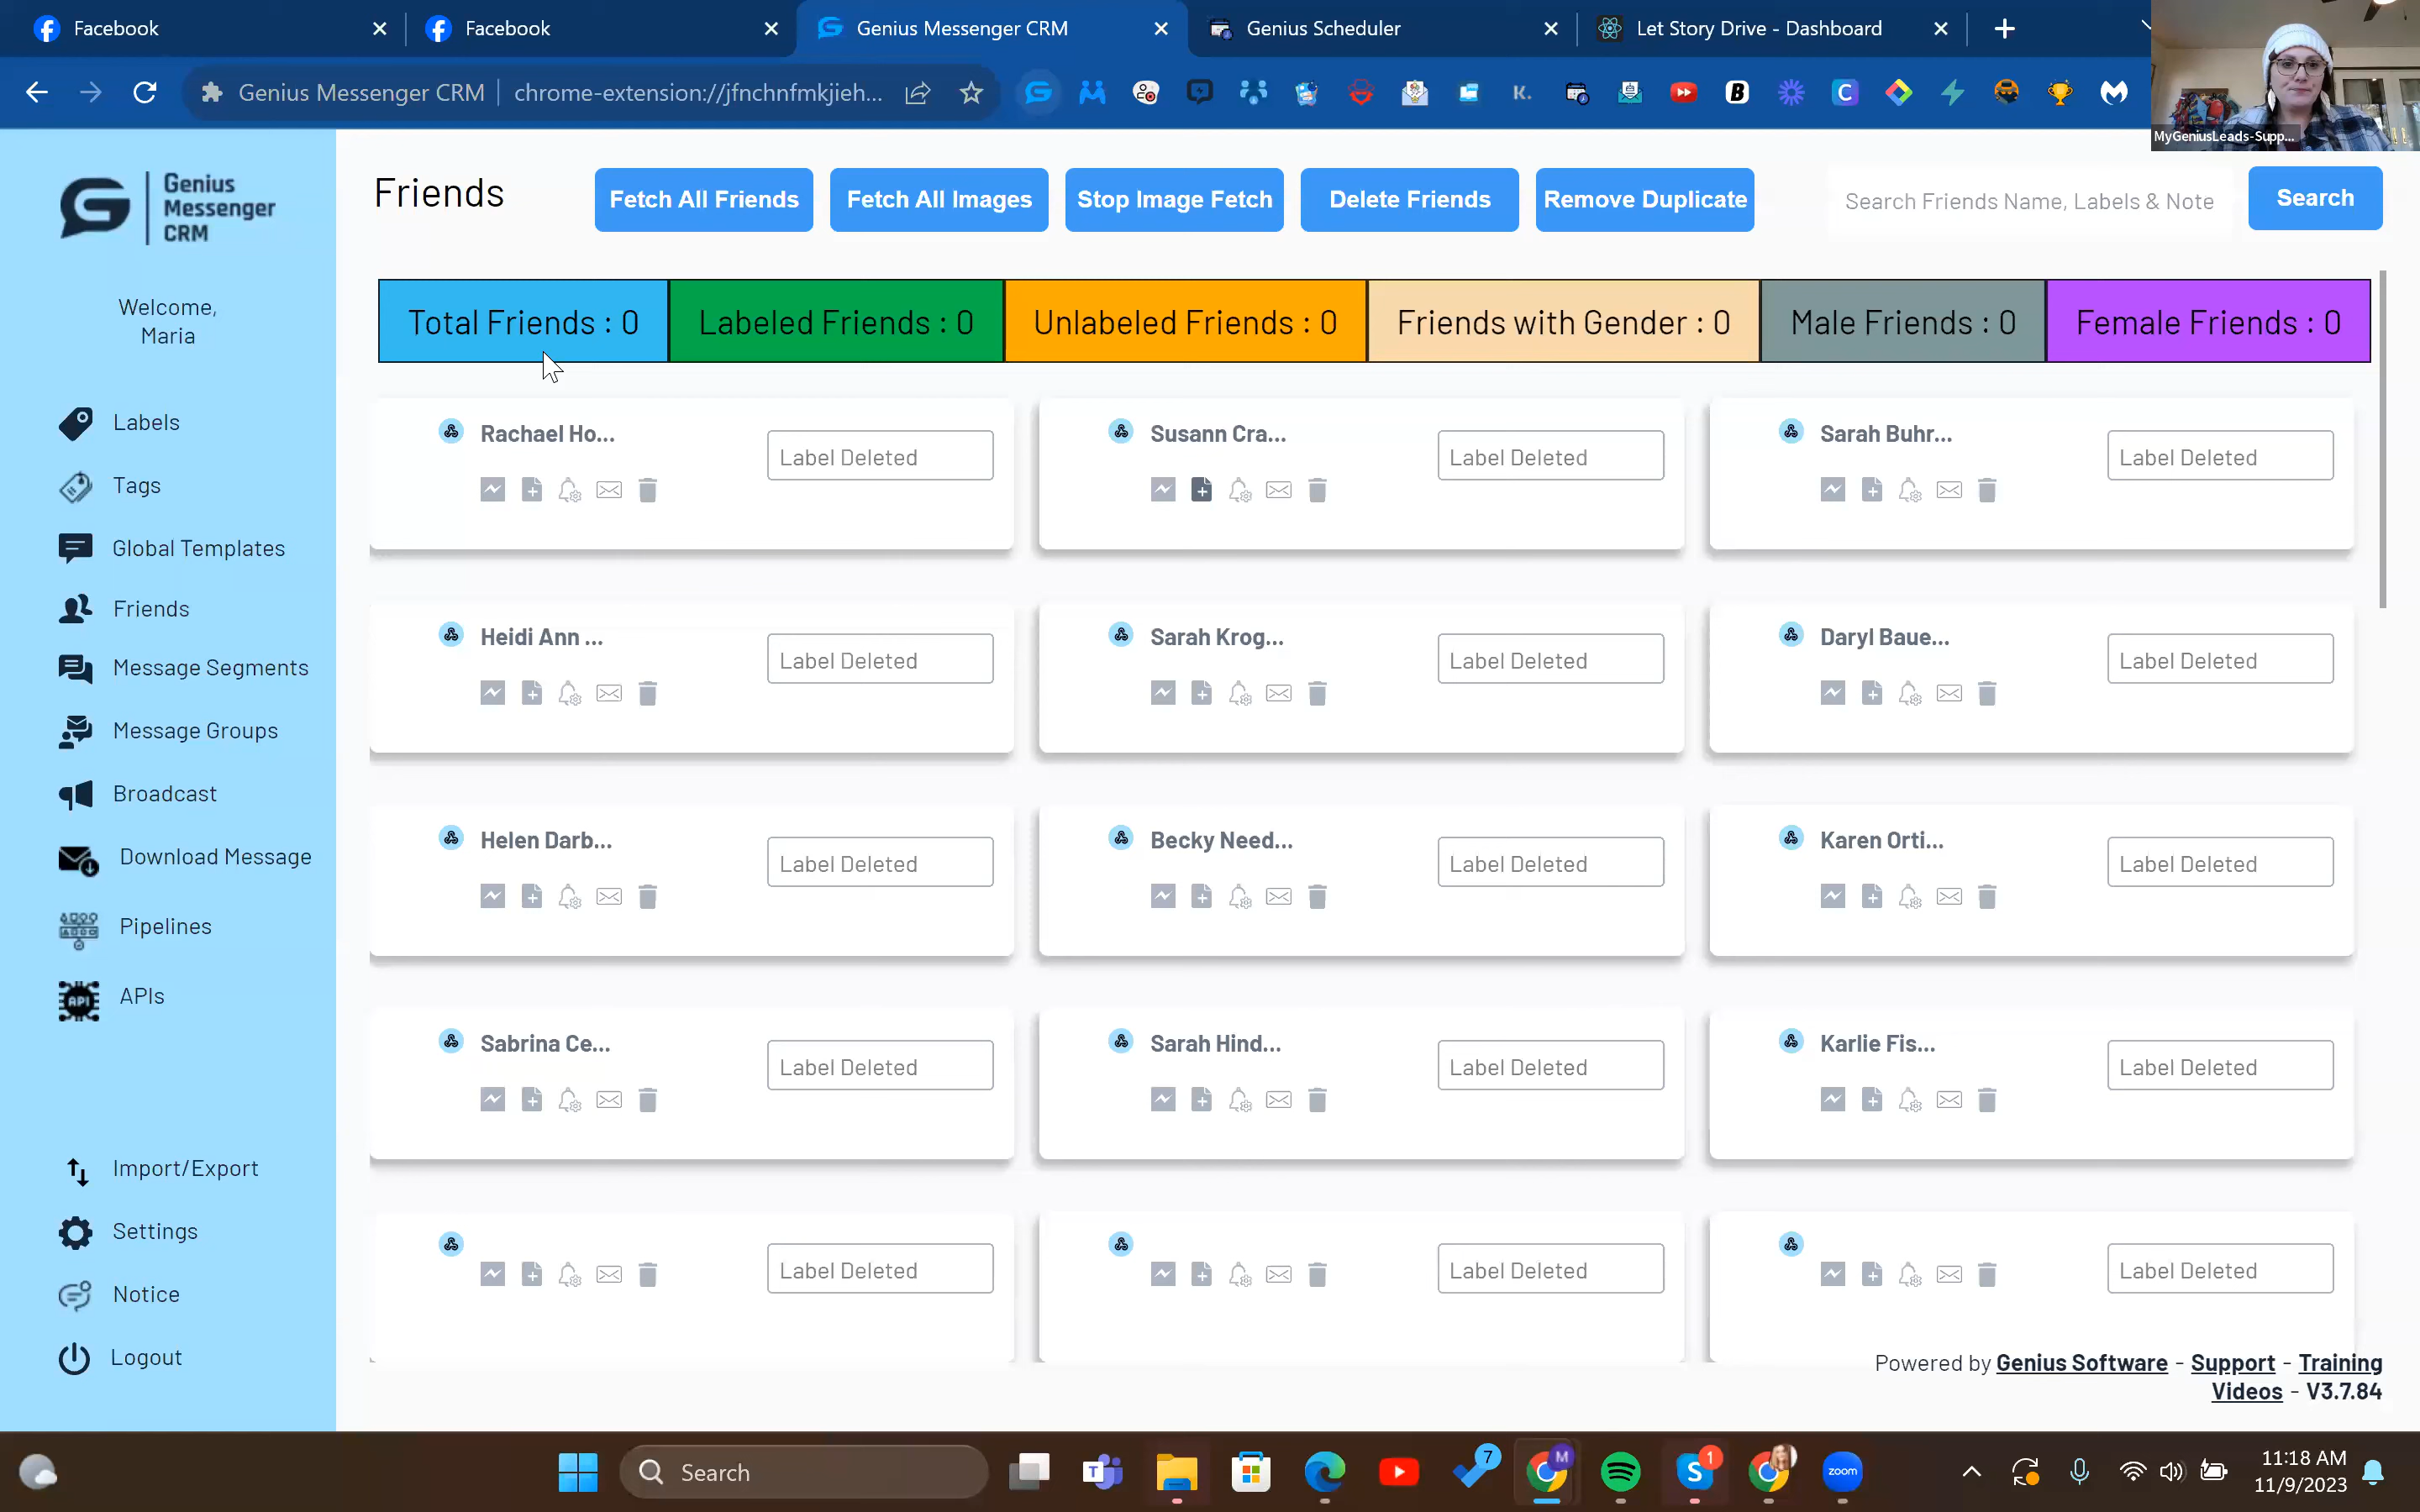 Facebook
Facebook
Genius Messenger CRM
Genius Scheduler
Let Story Drive - Dashboard
Genius Messenger CRM
chrome-extension://jfnchnfmkjieh...
MyGeniusLeads-Supp...
Genius
Messenger
CRM
Welcome,
Maria
Labels
Tags
Global Templates
Friends
Message Segments
Message Groups
Broadcast
Download Message
Pipelines
API
APIs
Import/Export
Settings
Notice
Logout
Friends
Fetch All Friends
Fetch All Images
Stop Image Fetch
Delete Friends
Remove Duplicate
Search Friends Name, Labels & Note
Search
Total Friends : 0
Labeled Friends : 0
Unlabeled Friends : 0
Friends with Gender : 0
Male Friends : 0
Female Friends : 0
Rachael Ho...
Label Deleted
Susann Cra...
Label Deleted
Sarah Buhr...
Label Deleted
Heidi Ann ...
Label Deleted
Sarah Krog...
Label Deleted
Daryl Baue...
Label Deleted
Helen Darb...
Label Deleted
Becky Need...
Label Deleted
Karen Orti...
Label Deleted
Sabrina Ce...
Label Deleted
Sarah Hind...
Label Deleted
Karlie Fis...
Label Deleted
Label Deleted
Label Deleted
Label Deleted
Powered by Genius Software - Support - Training
Videos - V3.7.84
Search
7
M
1
zoom
11:18 AM
11/9/2023